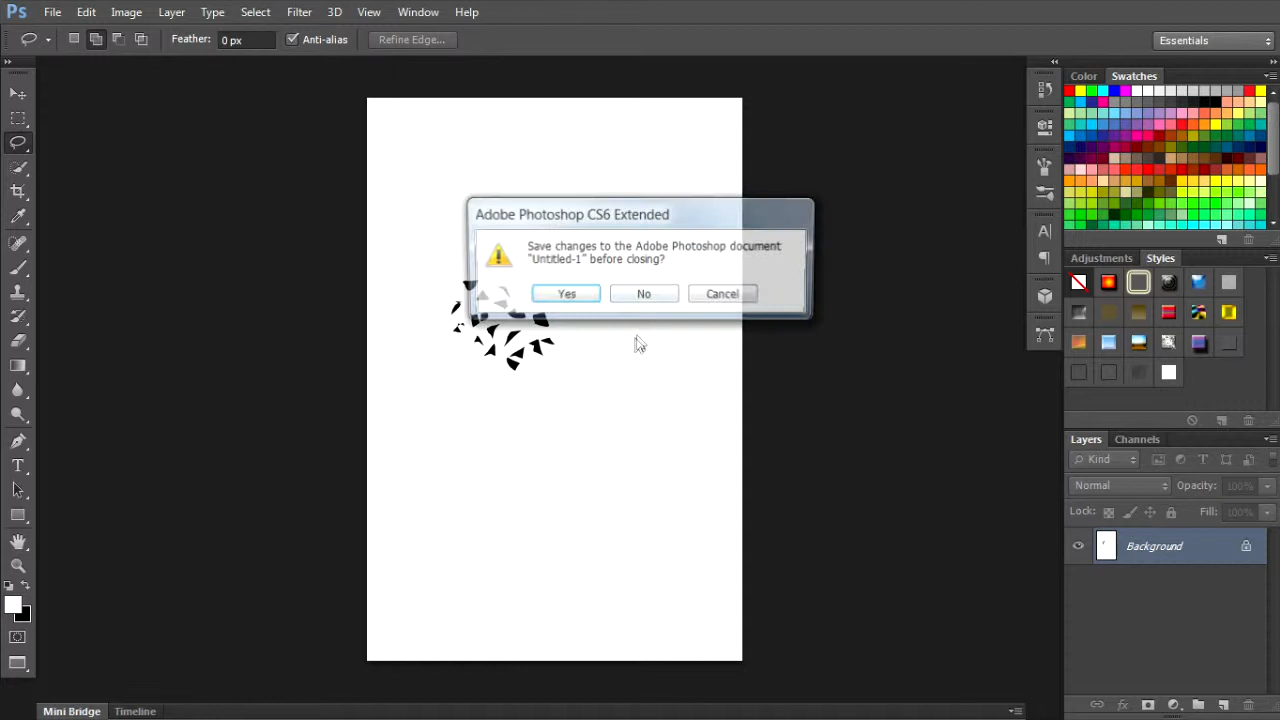 Ps File Edit Image Layer Type Select Filter 3D View Window Help
Feather: 0 px Anti-alias Refine Edge... Essentials
Color Swatches
Adobe Photoshop CS6 Extended
Save changes to the Adobe Photoshop document
"Untitled-1" before closing?
Yes No Cancel
Adjustments Styles
Layers Channels
Kind
Normal Opacity: 100%
Lock: Fill: 100%
Background
Mini Bridge Timeline